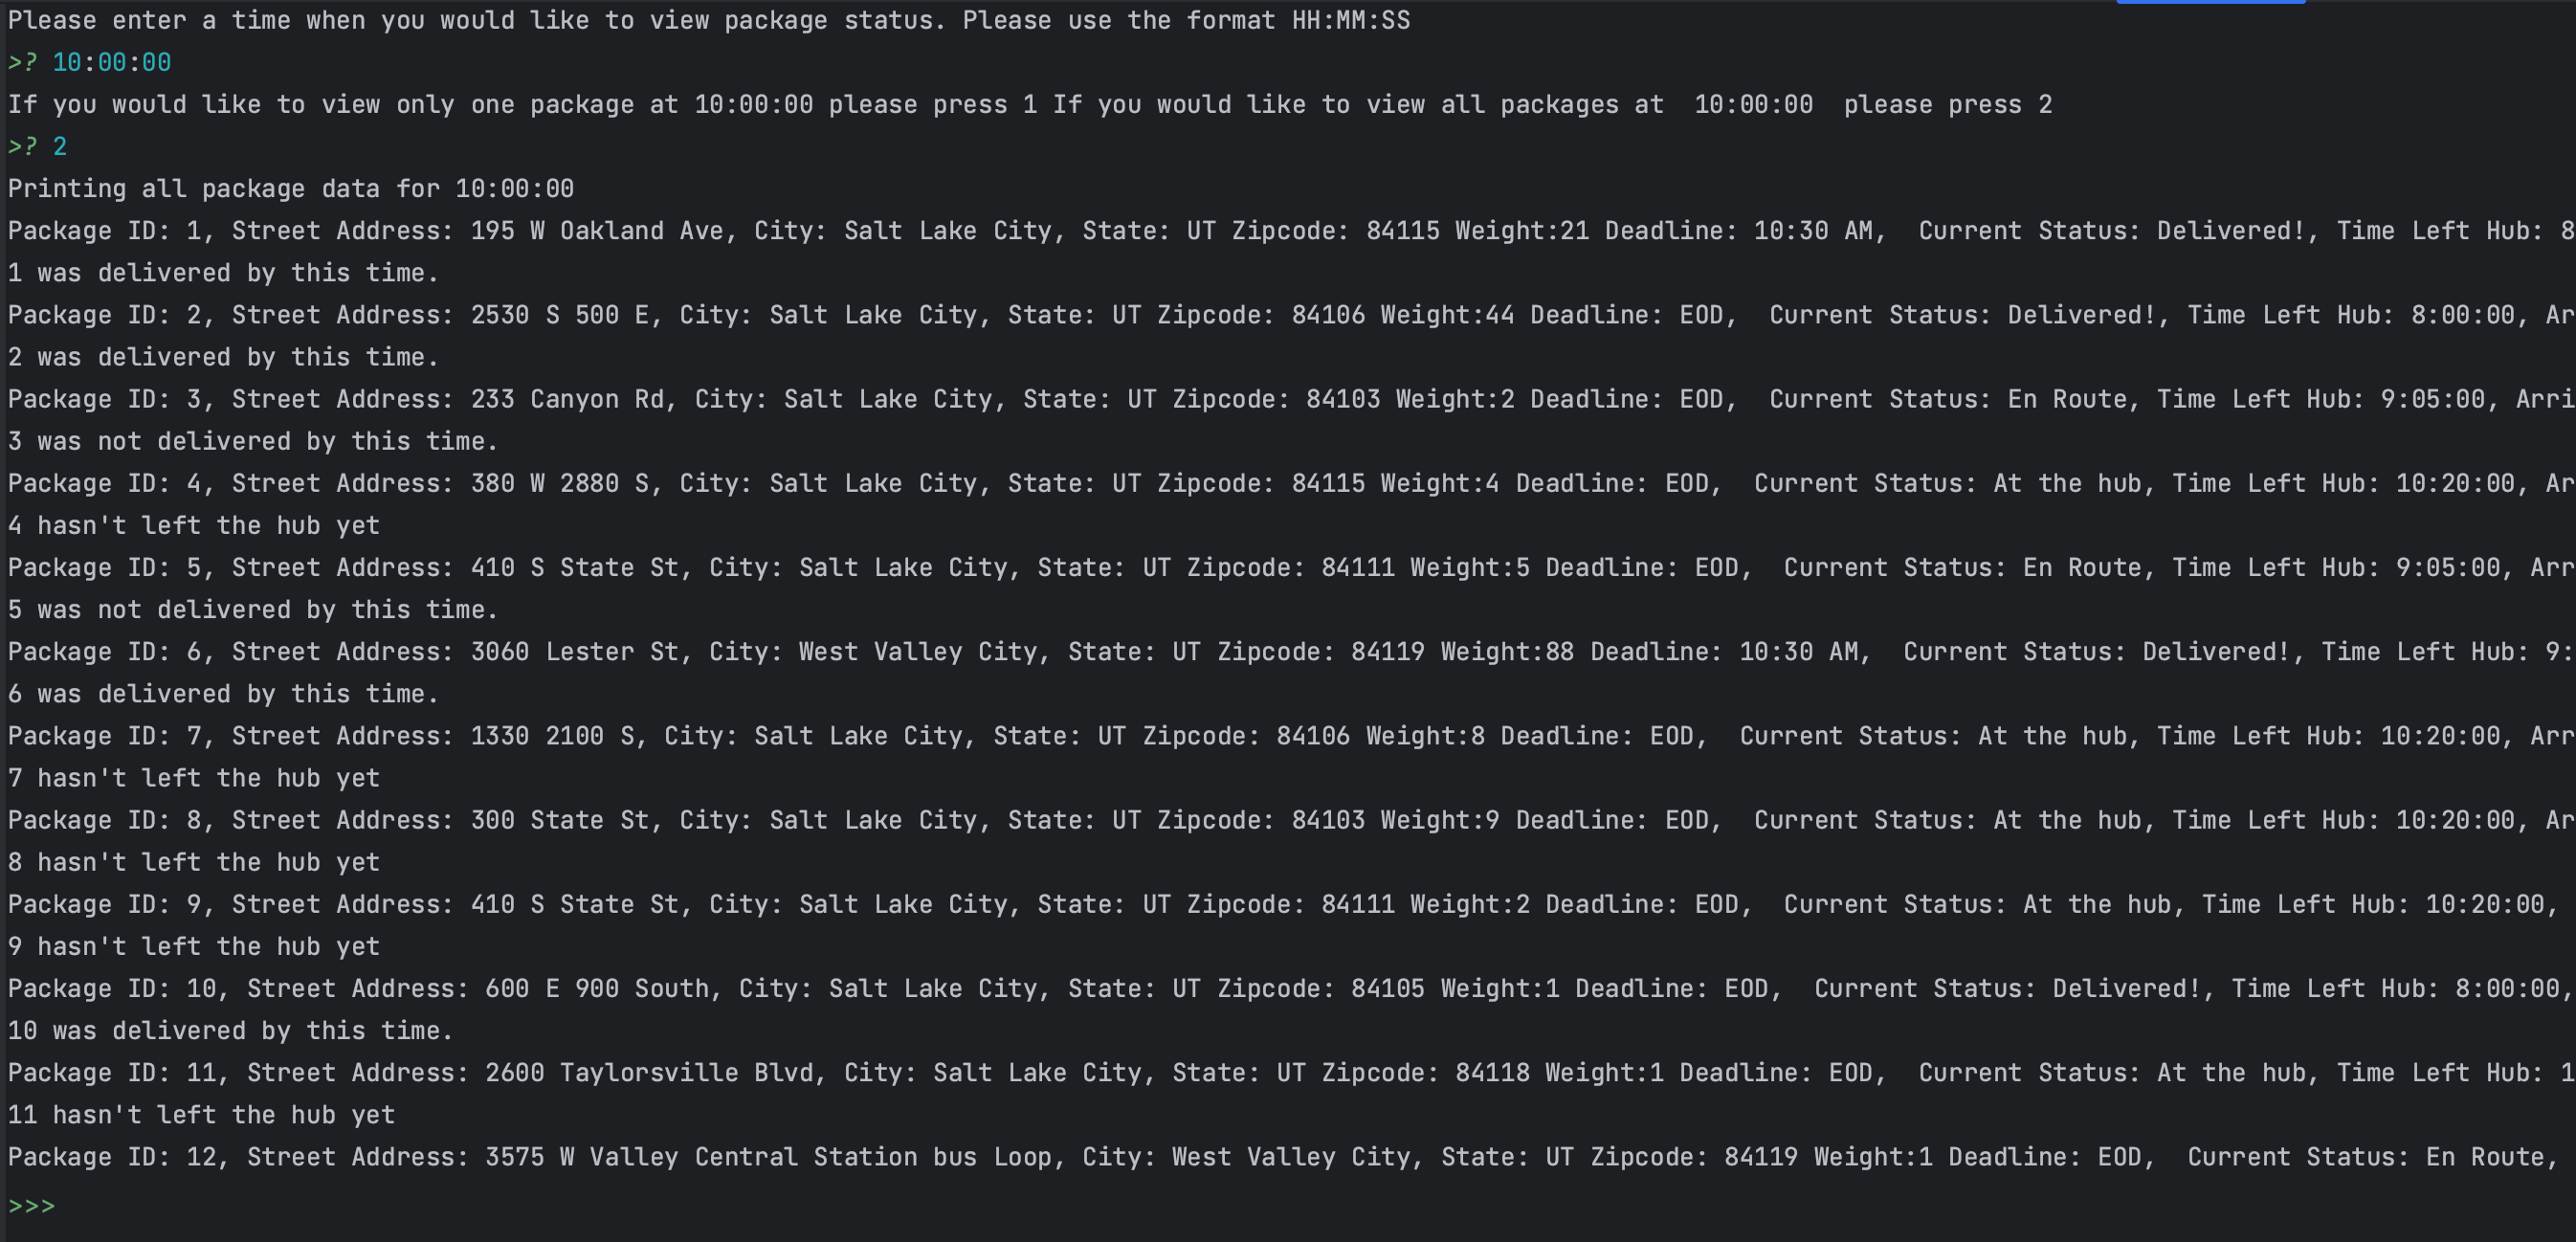 Please enter a time when you would like to view package status. Please use the format HH:MM:SS
>? 10:00:00
If you would like to view only one package at 10:00:00 please press 1 If you would like to view all packages at  10:00:00  please press 2
>? 2
Printing all package data for 10:00:00
Package ID: 1, Street Address: 195 W Oakland Ave, City: Salt Lake City, State: UT Zipcode: 84115 Weight:21 Deadline: 10:30 AM,  Current Status: Delivered!, Time Left Hub: 8
1 was delivered by this time.
Package ID: 2, Street Address: 2530 S 500 E, City: Salt Lake City, State: UT Zipcode: 84106 Weight:44 Deadline: EOD,  Current Status: Delivered!, Time Left Hub: 8:00:00, Ar
2 was delivered by this time.
Package ID: 3, Street Address: 233 Canyon Rd, City: Salt Lake City, State: UT Zipcode: 84103 Weight:2 Deadline: EOD,  Current Status: En Route, Time Left Hub: 9:05:00, Arri
3 was not delivered by this time.
Package ID: 4, Street Address: 380 W 2880 S, City: Salt Lake City, State: UT Zipcode: 84115 Weight:4 Deadline: EOD,  Current Status: At the hub, Time Left Hub: 10:20:00, Ar
4 hasn't left the hub yet
Package ID: 5, Street Address: 410 S State St, City: Salt Lake City, State: UT Zipcode: 84111 Weight:5 Deadline: EOD,  Current Status: En Route, Time Left Hub: 9:05:00, Arr
5 was not delivered by this time.
Package ID: 6, Street Address: 3060 Lester St, City: West Valley City, State: UT Zipcode: 84119 Weight:88 Deadline: 10:30 AM,  Current Status: Delivered!, Time Left Hub: 9:
6 was delivered by this time.
Package ID: 7, Street Address: 1330 2100 S, City: Salt Lake City, State: UT Zipcode: 84106 Weight:8 Deadline: EOD,  Current Status: At the hub, Time Left Hub: 10:20:00, Arr
7 hasn't left the hub yet
Package ID: 8, Street Address: 300 State St, City: Salt Lake City, State: UT Zipcode: 84103 Weight:9 Deadline: EOD,  Current Status: At the hub, Time Left Hub: 10:20:00, Ar
8 hasn't left the hub yet
Package ID: 9, Street Address: 410 S State St, City: Salt Lake City, State: UT Zipcode: 84111 Weight:2 Deadline: EOD,  Current Status: At the hub, Time Left Hub: 10:20:00,
9 hasn't left the hub yet
Package ID: 10, Street Address: 600 E 900 South, City: Salt Lake City, State: UT Zipcode: 84105 Weight:1 Deadline: EOD,  Current Status: Delivered!, Time Left Hub: 8:00:00,
10 was delivered by this time.
Package ID: 11, Street Address: 2600 Taylorsville Blvd, City: Salt Lake City, State: UT Zipcode: 84118 Weight:1 Deadline: EOD,  Current Status: At the hub, Time Left Hub: 1
11 hasn't left the hub yet
Package ID: 12, Street Address: 3575 W Valley Central Station bus Loop, City: West Valley City, State: UT Zipcode: 84119 Weight:1 Deadline: EOD,  Current Status: En Route,
>>>